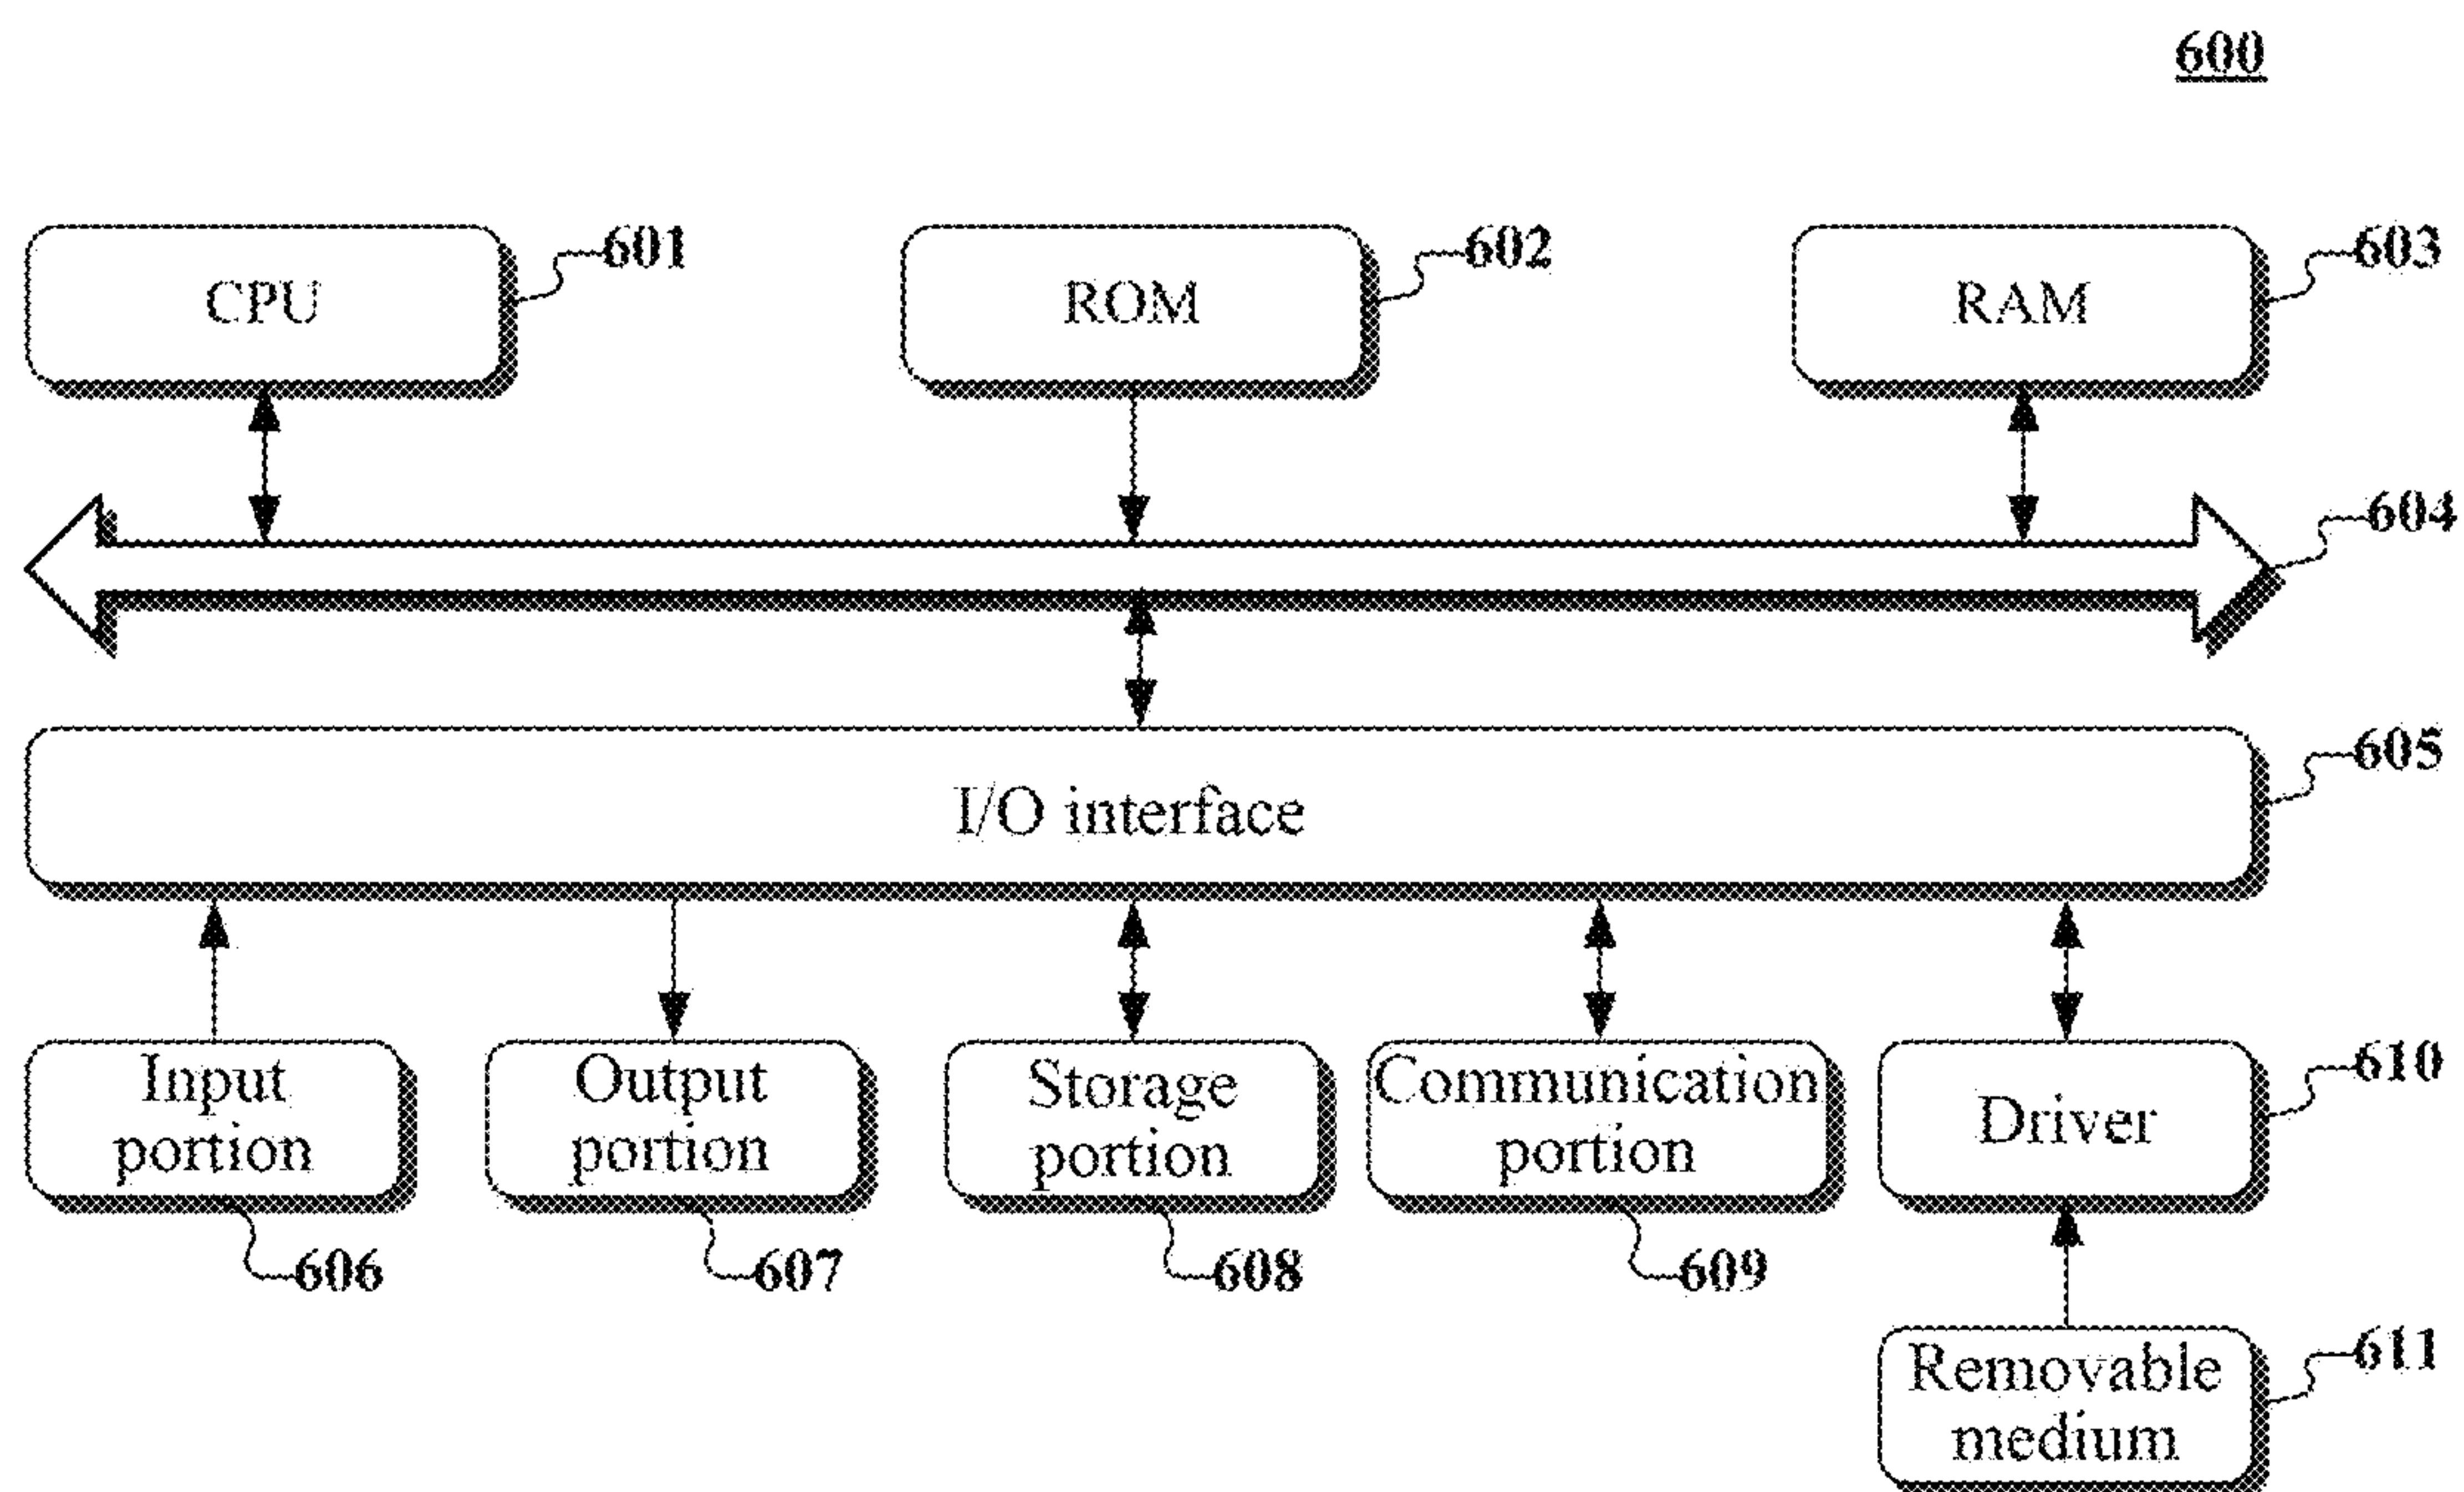 600
CPU
601
ROM
602
RAM
603
604
I/O interface
605
Input
portion
606
Output
portion
607
Storage
portion
608
Communication
portion
609
Driver
610
Removable
medium
611